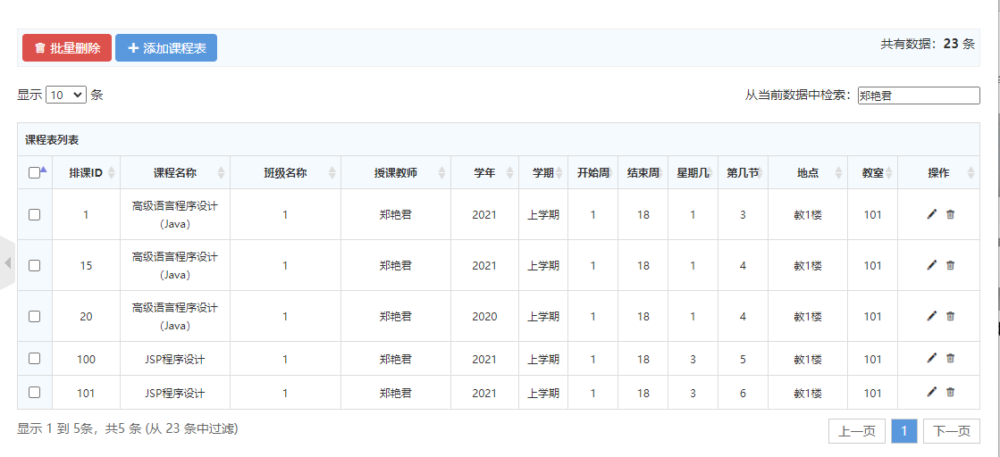 批量删除 添加课程表 共有数据：23 条
显示 10 条 从当前数据中检索： 郑艳君
课程表列表
排课ID 课程名称 班级名称 授课教师 学年 学期 开始周 结束周 星期几 第几节 地点 教室 操作
1 高级语言程序设计 1 郑艳君 2021 上学期 1 18 1 3 教1楼 101
（Java）
15 高级语言程序设计 1 郑艳君 2021 上学期 1 18 1 4 教1楼 101
（Java）
20 高级语言程序设计 1 郑艳君 2020 上学期 1 18 1 4 教1楼 101
（Java）
100 JSP程序设计 1 郑艳君 2021 上学期 1 18 3 5 教1楼 101
101 JSP程序设计 1 郑艳君 2021 上学期 1 18 3 6 教1楼 101
显示 1 到 5条，共5 条 (从 23 条中过滤) 上一页 1 下一页